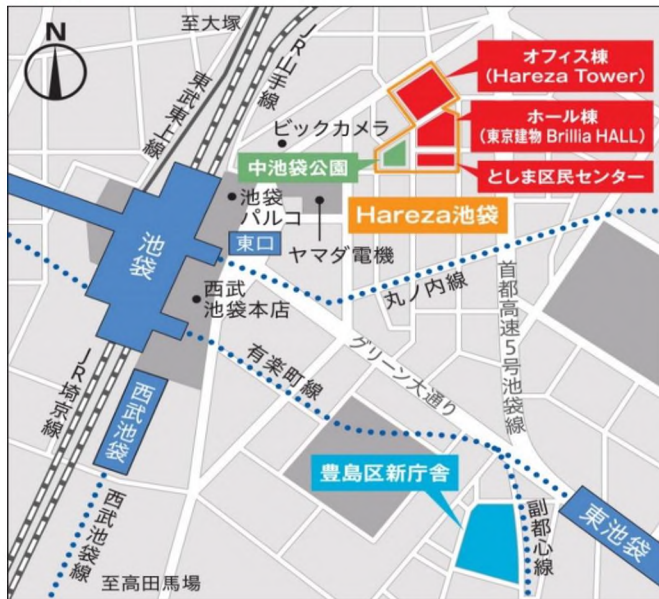 N
至大塚
東武東上線
JR山手線
オフィス棟
(Hareza Tower)
ホール棟
(東京建物 Brillia HALL)
としま区民センター
ビックカメラ
中池袋公園
Hareza池袋
池袋
パルコ
ヤマダ電機
東口
池袋
西武
池袋本店
丸ノ内線
首都高速5号池袋線
グリーン大通り
有楽町線
JR埼京線
西武池袋
西武池袋線
豊島区新庁舎
副都心線
東池袋
至高田馬場